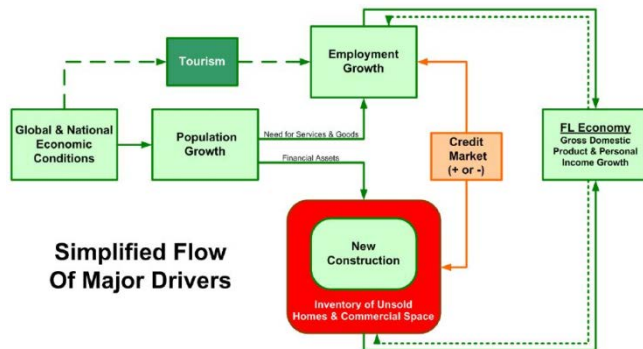 Tourism
Employment
Growth
Global & National
Economic
Conditions
Population
Growth
Need for Services & Goods
Financial Assets
Credit
Market
(+ or -)
FL Economy
Gross Domestic
Product & Personal
Income Growth
New
Construction
Inventory of Unsold
Homes & Commercial Space
Simplified Flow
Of Major Drivers